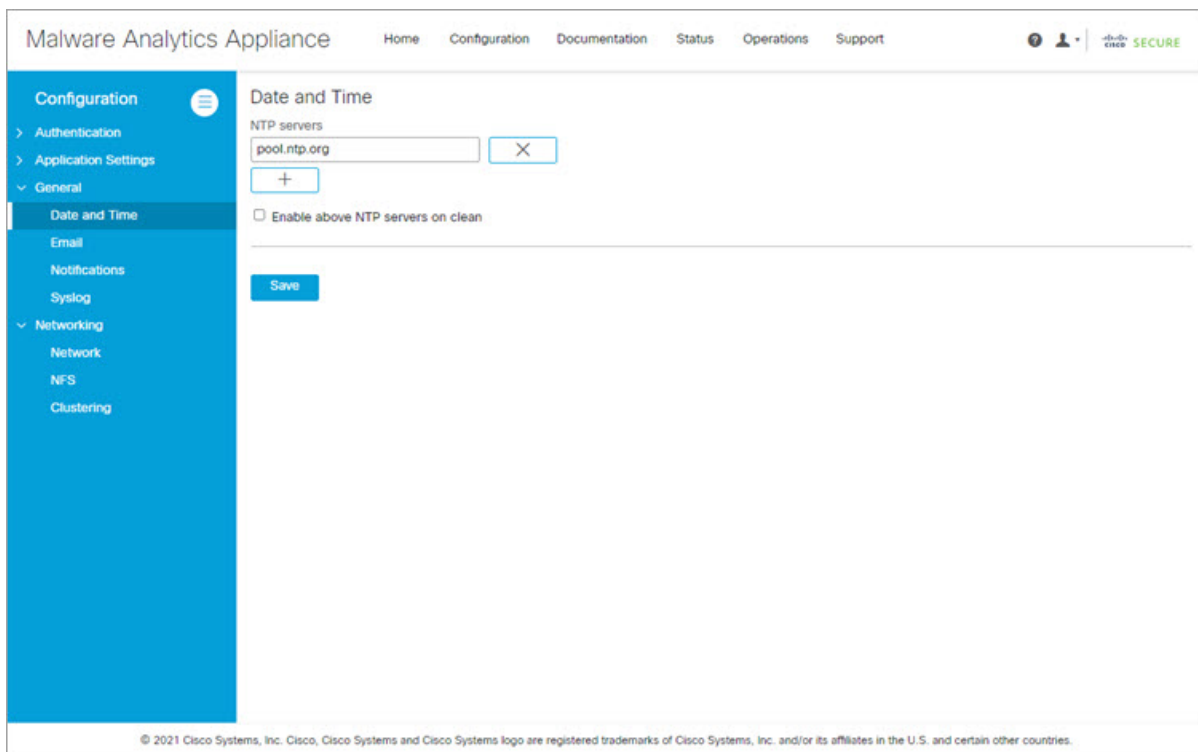 Malware Analytics Appliance
Home Configuration Documentation Status Operations Support
CISCO SECURE
Configuration
Authentication
Application Settings
General
Date and Time
Email
Notifications
Syslog
Networking
Network
NFS
Clustering
Date and Time
NTP servers
pool.ntp.org
Enable above NTP servers on clean
Save
© 2021 Cisco Systems, Inc. Cisco, Cisco Systems and Cisco Systems logo are registered trademarks of Cisco Systems, Inc. and/or its affiliates in the U.S. and certain other countries.